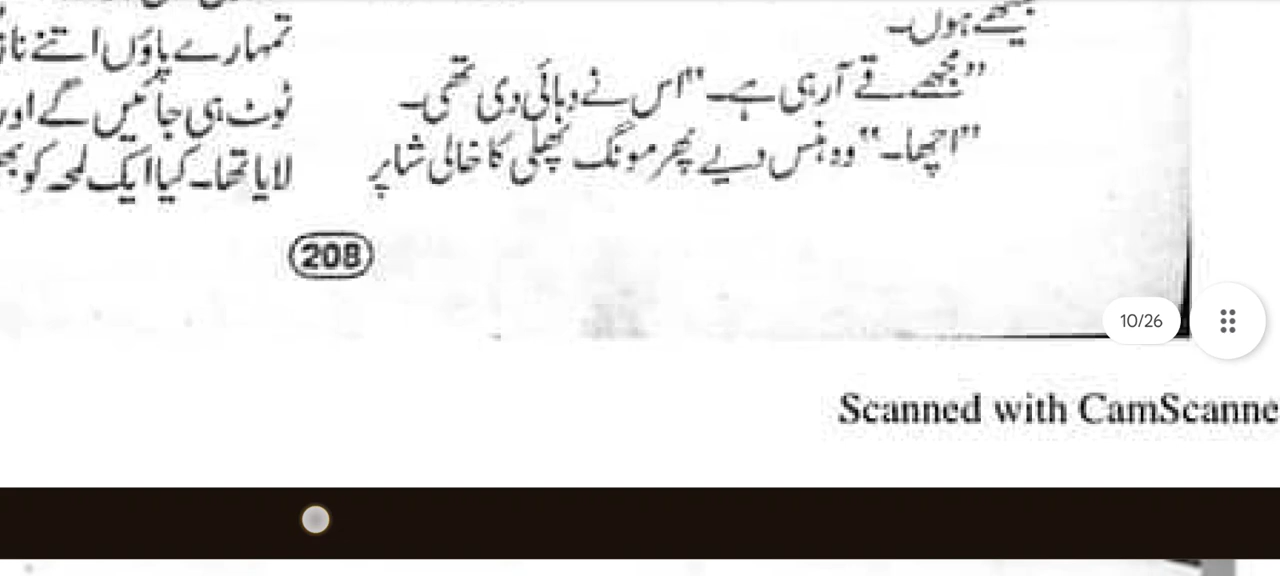 بیٹھے ہوں۔
”مجھے قے آرہی ہے۔“ اس نے دہائی دی تھی۔
”اچھا۔“ وہ ہنس دیے پھر مونگ پھلی کا خالی شاپر
تمہارے پاؤں اتنے
ٹوٹ ہی جائیں گے اور
لایا تھا۔ کیا ایک لمحہ کو
208
10/26
Scanned with CamScanne